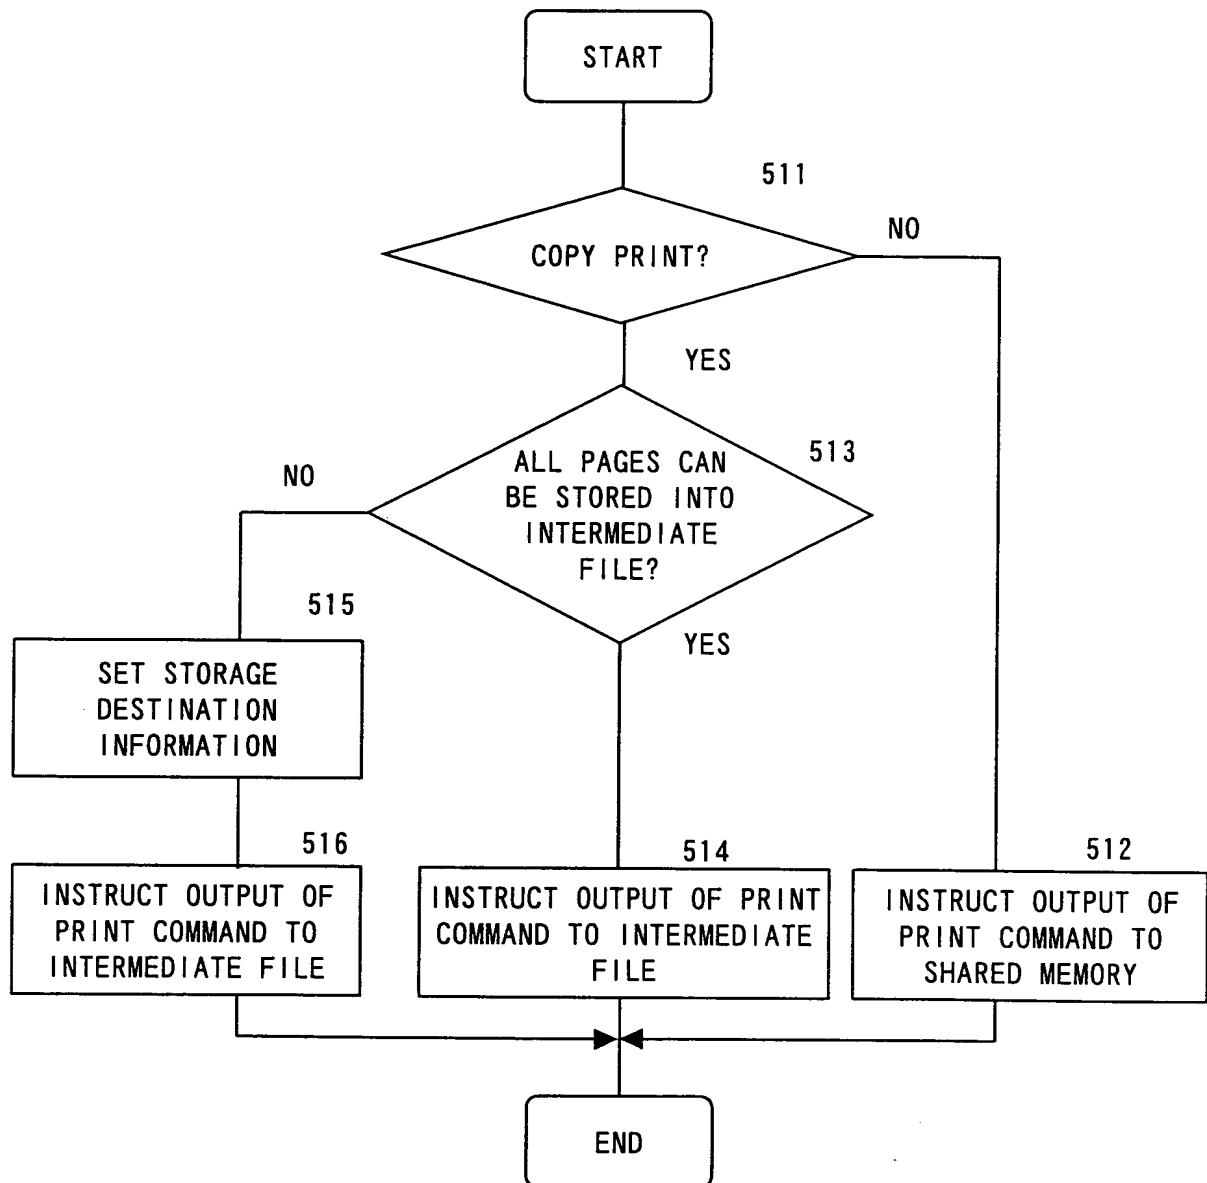 START
511
COPY PRINT?
NO
YES
513
ALL PAGES CAN
BE STORED INTO
INTERMEDIATE
FILE?
NO
YES
515
SET STORAGE
DESTINATION
INFORMATION
516
INSTRUCT OUTPUT OF
PRINT COMMAND TO
INTERMEDIATE FILE
514
INSTRUCT OUTPUT OF PRINT
COMMAND TO INTERMEDIATE
FILE
512
INSTRUCT OUTPUT OF
PRINT COMMAND TO
SHARED MEMORY
END